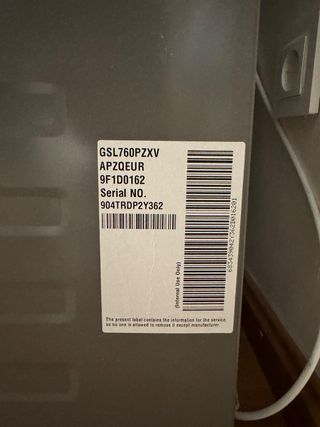 GSL760PZXV
APZQEUR
9F1D0162
Serial NO.
904TRDP2Y362
(Internal Use Only)
The present label contains the information for the service.
so no one is allowed to remove it except manufacturer.